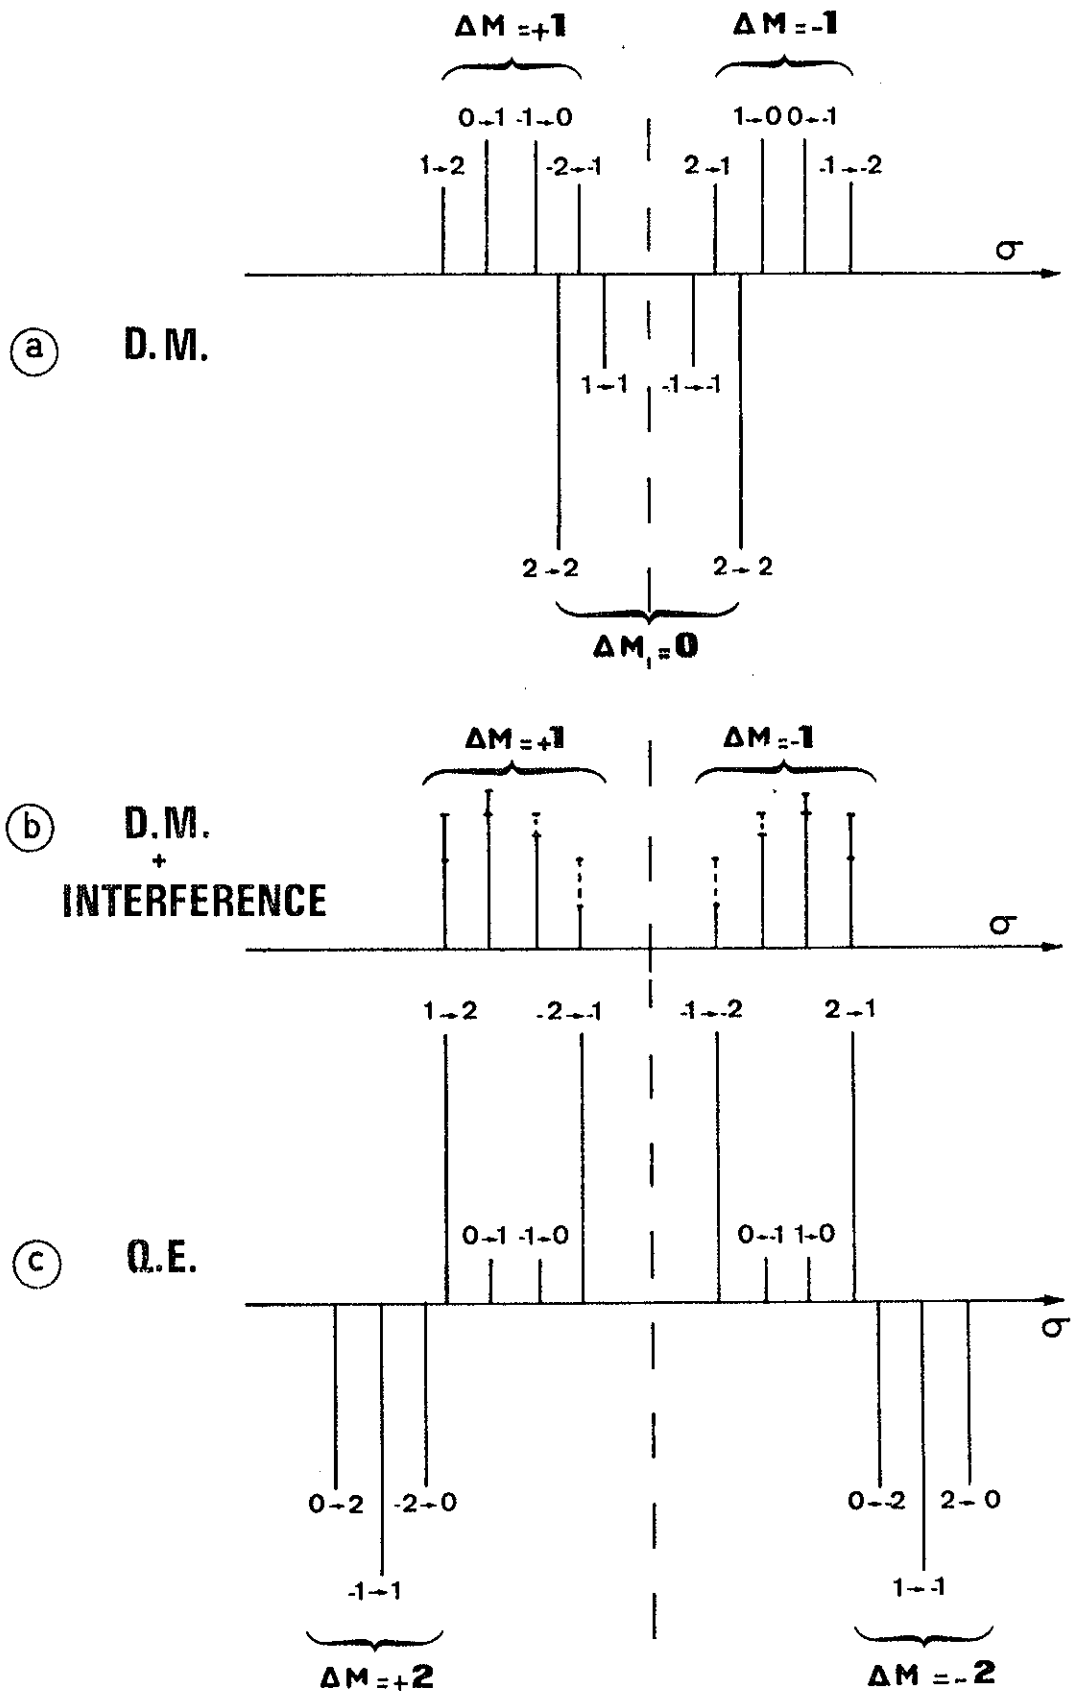 ΔM=+1 ΔM=-1
0→1 -1→0 1→0 0→-1
1→2 -2→-1 2→1 -1→-2
σ
a D.M.
1→1 -1→-1
2→2 2→2
ΔM=0
ΔM=+1 ΔM=-1
b D.M.
+
INTERFERENCE
σ
1→2 -2→-1 -1→-2 2→1
0→1 -1→0 0→-1 1→0
c Q.E.
σ
0→2 -2→0 0→-2 2→0
-1→1 1→-1
ΔM=+2 ΔM=-2